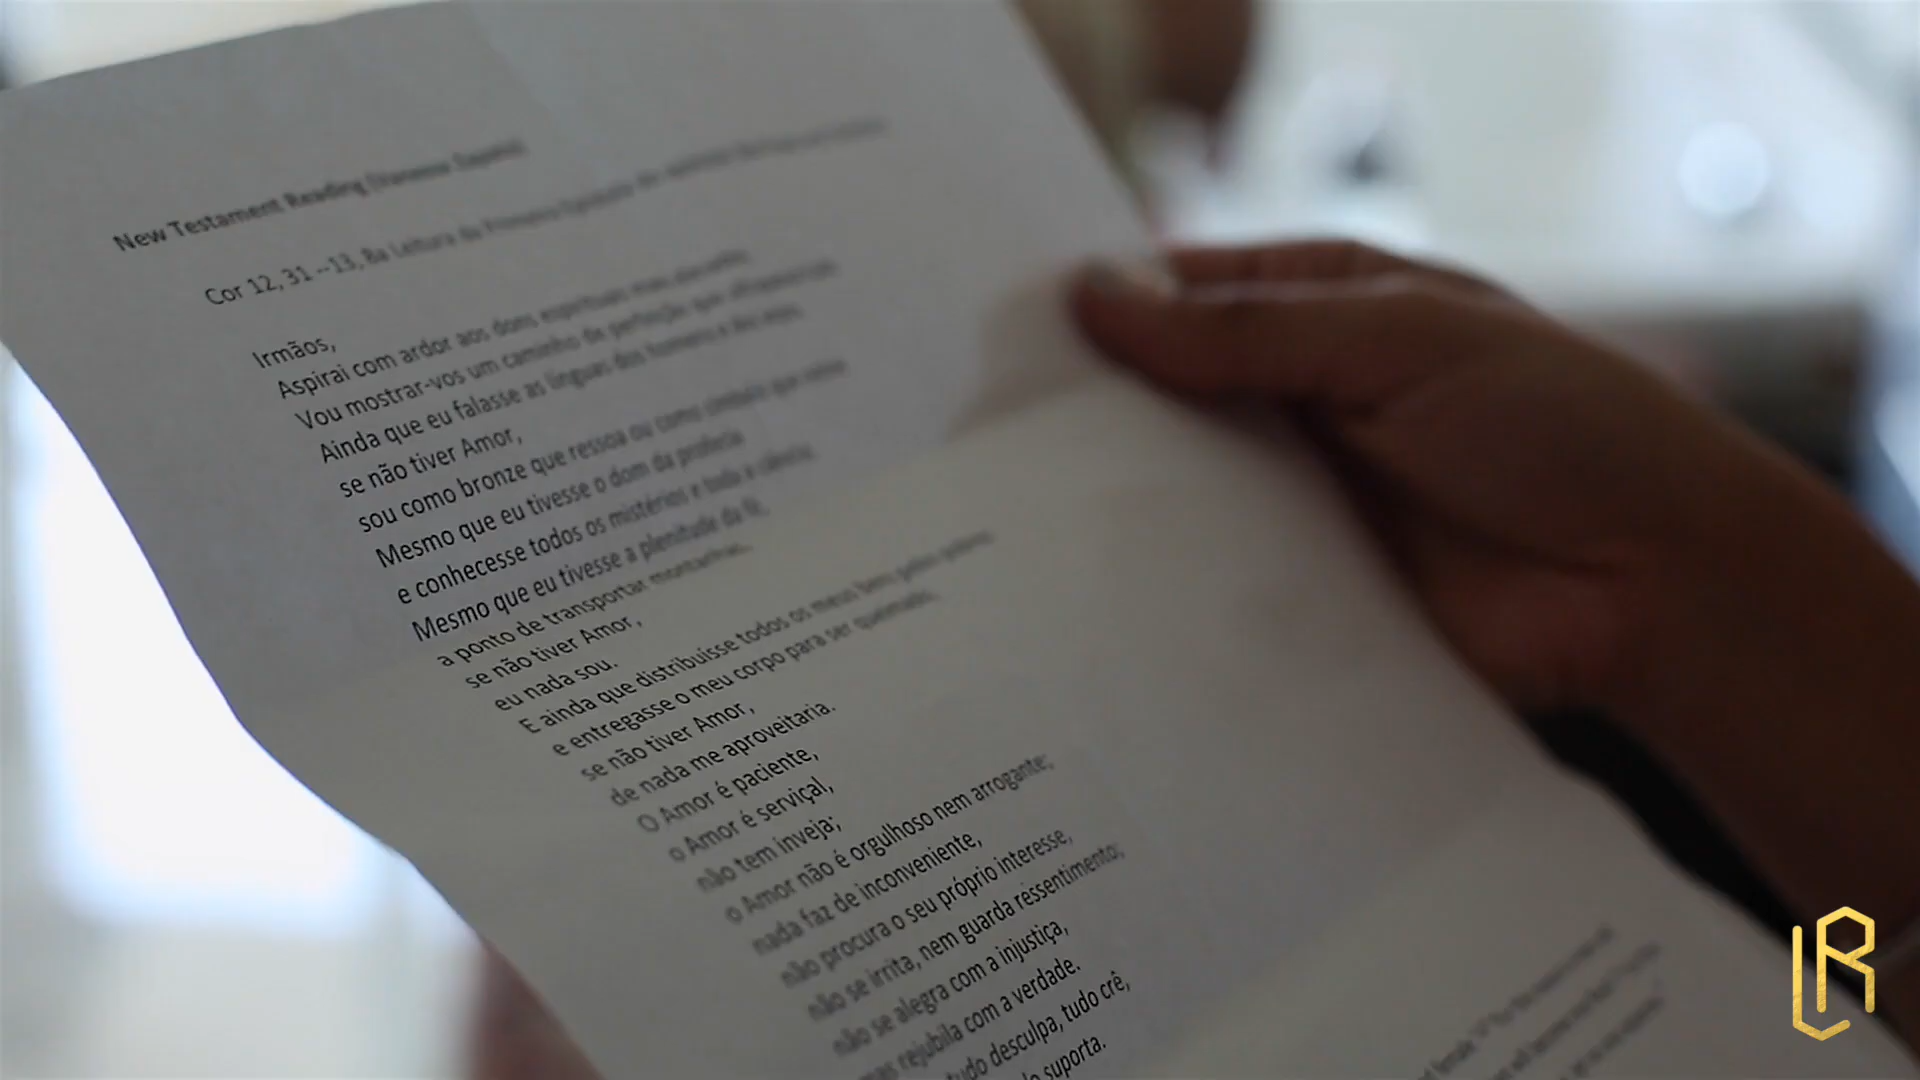 New Testament Reading
Cor 12, 31 --13, 8a Leitura da Primeira Epístola
Irmãos,
Aspirai com ardor aos dons espirituais mais elevados.
Vou mostrar-vos um caminho de perfeição que ultrapassa
Ainda que eu falasse as línguas dos homens e dos anjos,
se não tiver Amor,
sou como bronze que ressoa ou como címbalo que
Mesmo que eu tivesse o dom da profecia
e conhecesse todos os mistérios e toda a ciência,
Mesmo que eu tivesse a plenitude da fé,
a ponto de transportar montanhas,
se não tiver Amor,
eu nada sou.
E ainda que distribuisse todos os meus bens pelos pobres
e entregasse o meu corpo para ser queimado,
se não tiver Amor,
de nada me aproveitaria.
O Amor é paciente,
o Amor é serviçal,
não tem inveja;
o Amor não é orgulhoso nem arrogante;
nada faz de inconveniente,
não procura o seu próprio interesse,
não se irrita, nem guarda ressentimento;
não se alegra com a injustiça,
mas rejubila com a verdade.
tudo desculpa, tudo crê,
suporta.
LR